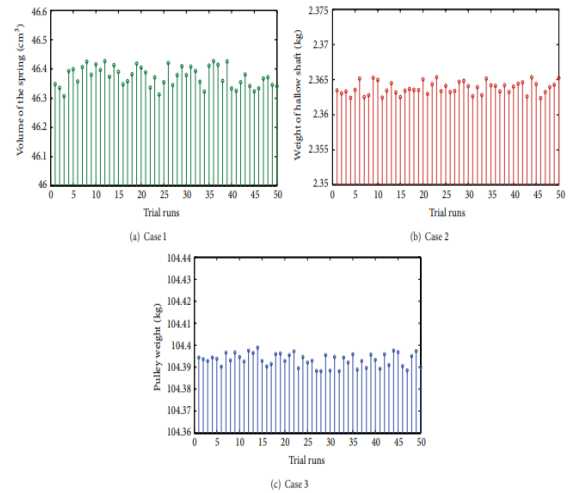 46.6
46.5
46.4
46.3
46.2
46.1
46
Volume of the spring (cm³)
0 5 10 15 20 25 30 35 40 45 50
Trial runs
(a) Case 1
2.375
2.37
2.365
2.36
2.355
2.35
Weight of hallow shaft (kg)
0 5 10 15 20 25 30 35 40 45 50
Trial runs
(b) Case 2
104.44
104.43
104.42
104.41
104.4
104.39
104.38
104.37
104.36
Pulley weight (kg)
0 5 10 15 20 25 30 35 40 45 50
Trial runs
(c) Case 3